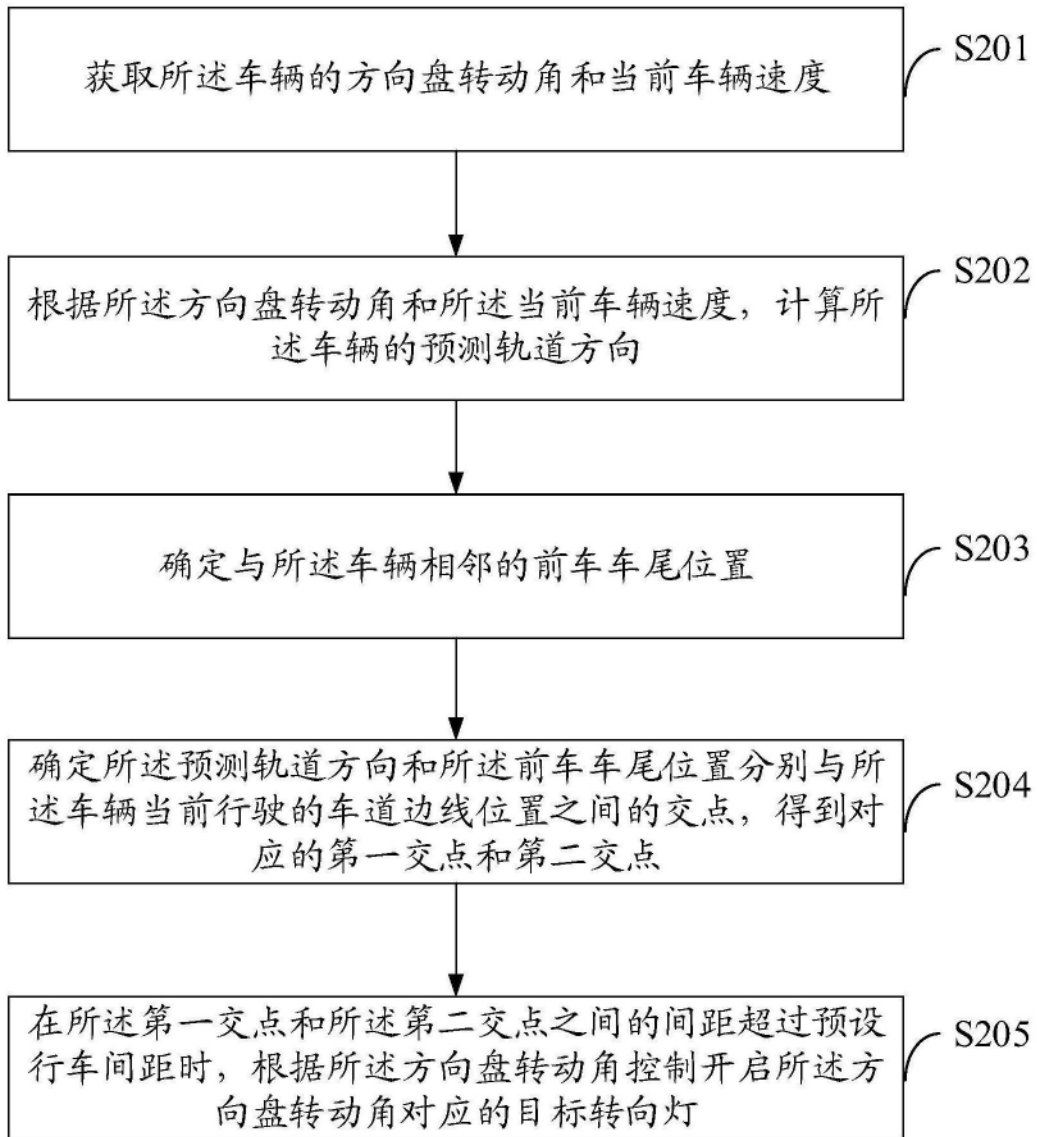 获取所述车辆的方向盘转动角和当前车辆速度
S201
根据所述方向盘转动角和所述当前车辆速度，计算所
述车辆的预测轨道方向
S202
确定与所述车辆相邻的前车车尾位置
S203
确定所述预测轨道方向和所述前车车尾位置分别与所
述车辆当前行驶的车道边线位置之间的交点，得到对
应的第一交点和第二交点
S204
在所述第一交点和所述第二交点之间的间距超过预设
行车间距时，根据所述方向盘转动角控制开启所述方
向盘转动角对应的目标转向灯
S205